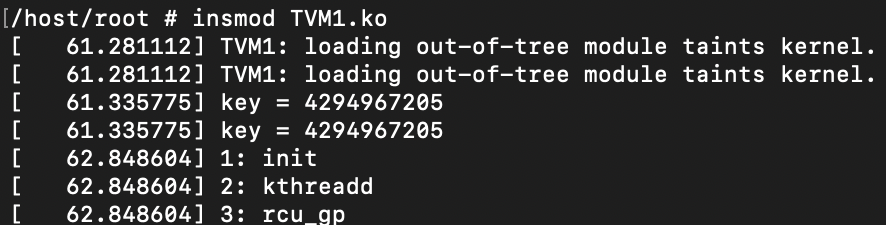 [/host/root # insmod TVM1.ko
[   61.281112] TVM1: loading out-of-tree module taints kernel.
[   61.281112] TVM1: loading out-of-tree module taints kernel.
[   61.335775] key = 4294967205
[   61.335775] key = 4294967205
[   62.848604] 1: init
[   62.848604] 2: kthreadd
[   62.848604] 3: rcu_gp